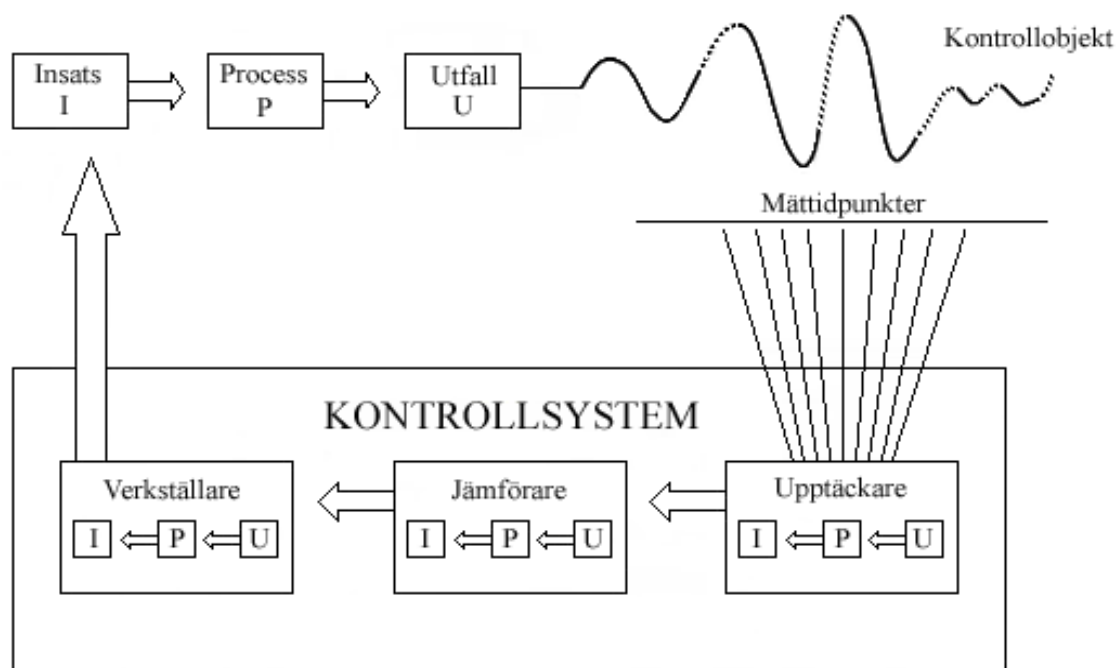 Kontrollobjekt
Insats
I
Process
P
Utfall
U
Mättidpunkter
KONTROLLSYSTEM
Verkställare
I P U
Jämförare
I P U
Upptäckare
I P U